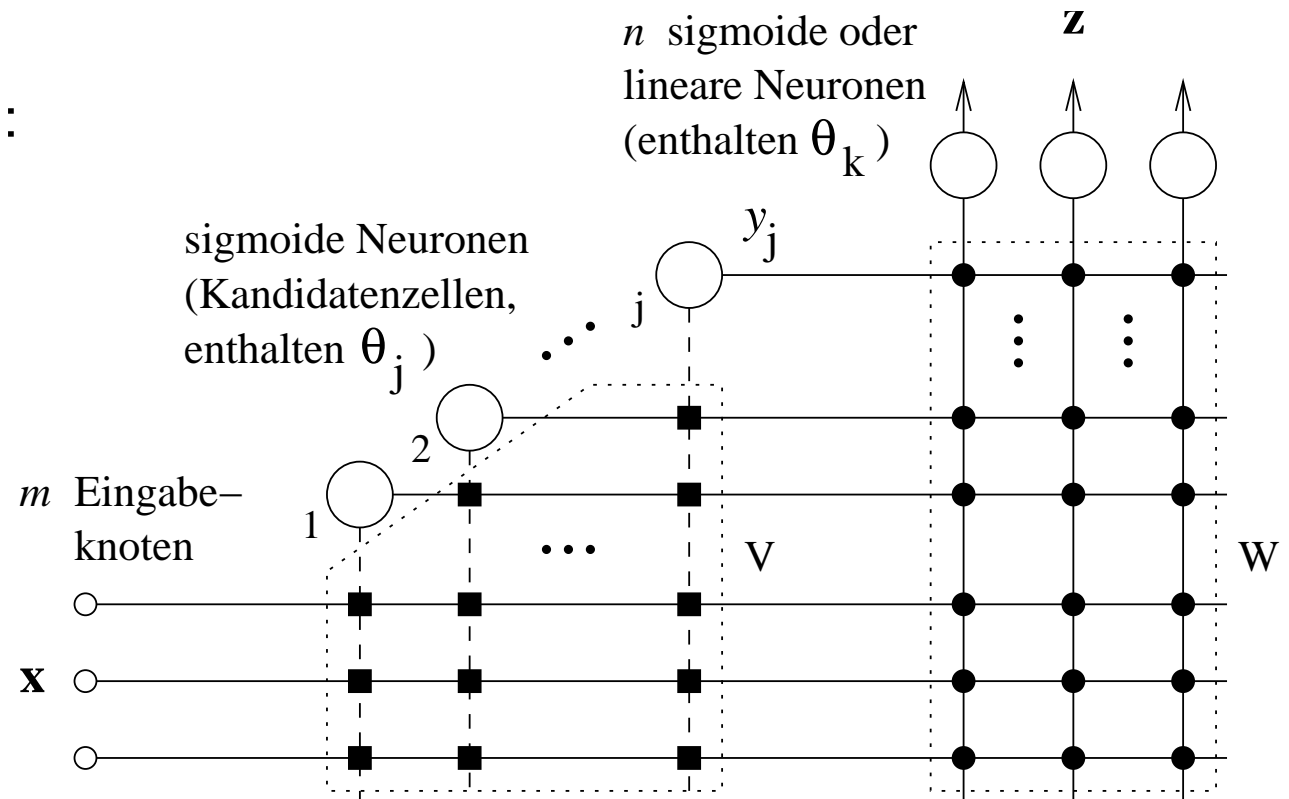 n sigmoide oder
lineare Neuronen
(enthalten θk )
z
:
sigmoide Neuronen
(Kandidatenzellen,
enthalten θj )
yj
j
2
1
m Eingabe–
knoten
V
W
x